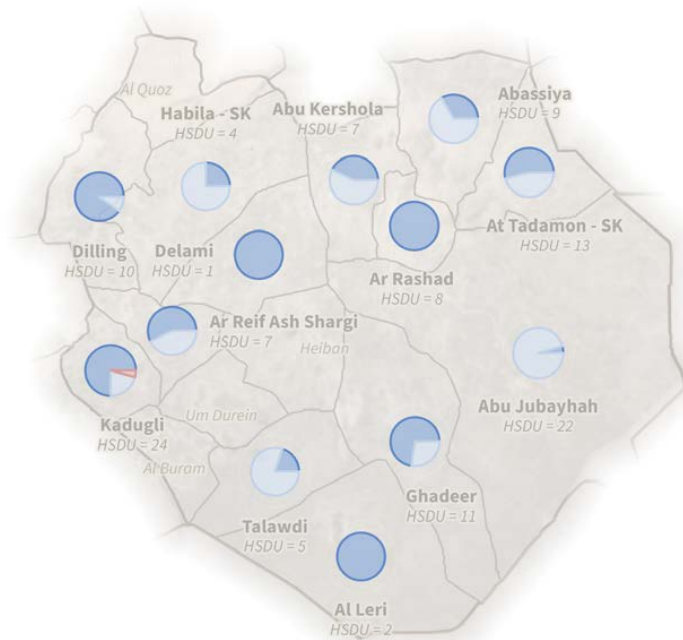 Al Quoz
Habila - SK
HSDU = 4
Abu Kershola
HSDU = 7
Abassiya
HSDU = 9
Dilling
HSDU = 10
Delami
HSDU = 1
At Tadamon - SK
HSDU = 13
Ar Rashad
HSDU = 8
Ar Reif Ash Shargi
HSDU = 7
Heiban
Kadugli
HSDU = 24
Um Durein
Abu Jubayhah
HSDU = 22
Al Buram
Talawdi
HSDU = 5
Ghadeer
HSDU = 11
Al Leri
HSDU = 2